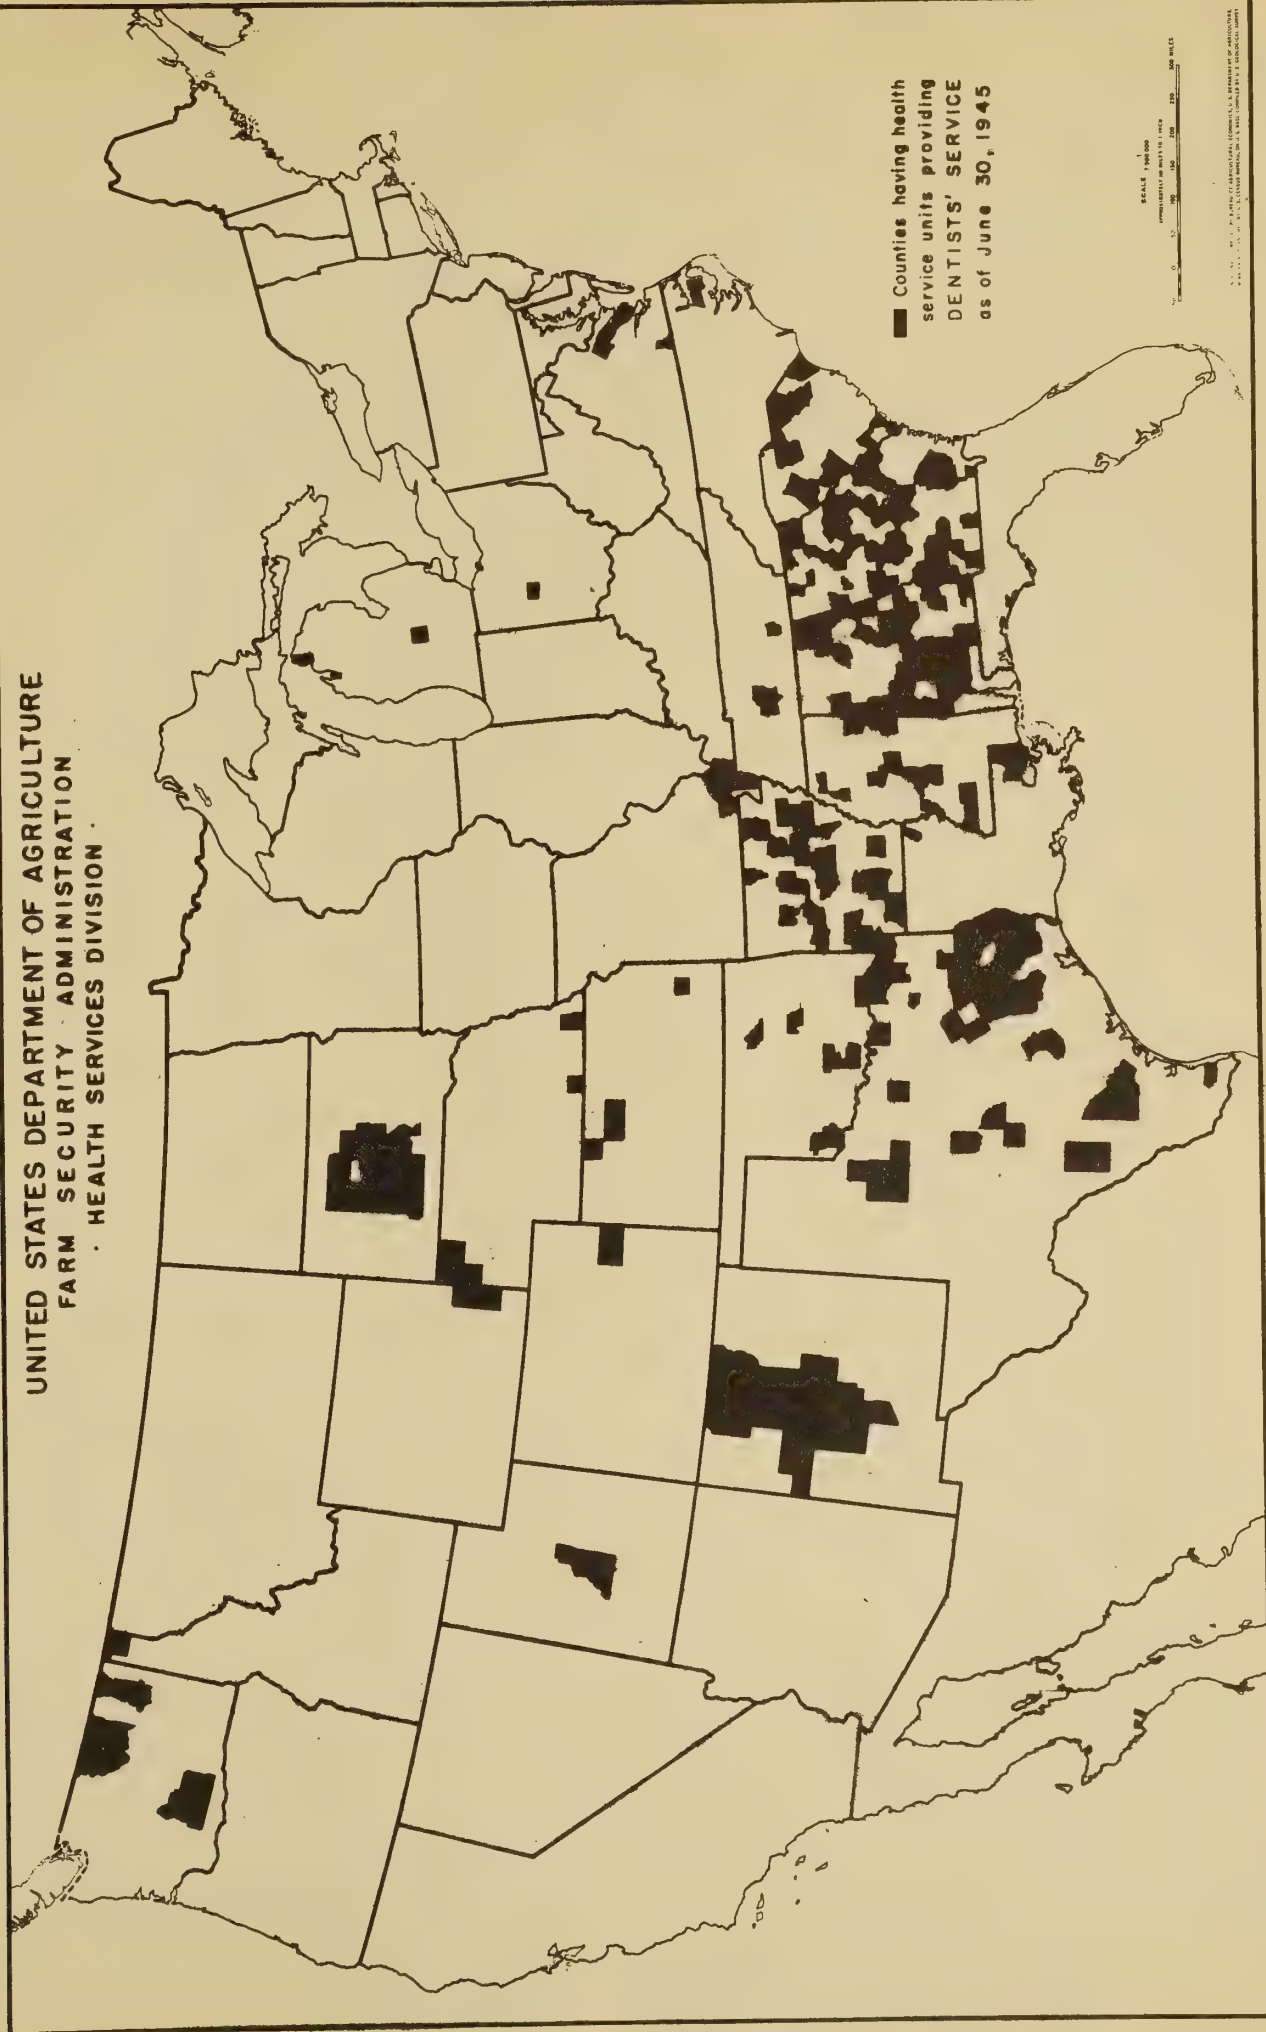 UNITED STATES DEPARTMENT OF AGRICULTURE
FARM SECURITY ADMINISTRATION
HEALTH SERVICES DIVISION
Counties having health
service units providing
DENTISTS' SERVICE
as of June 30, 1945
SCALE
50 0 50 100 150 200 250 300 MILES